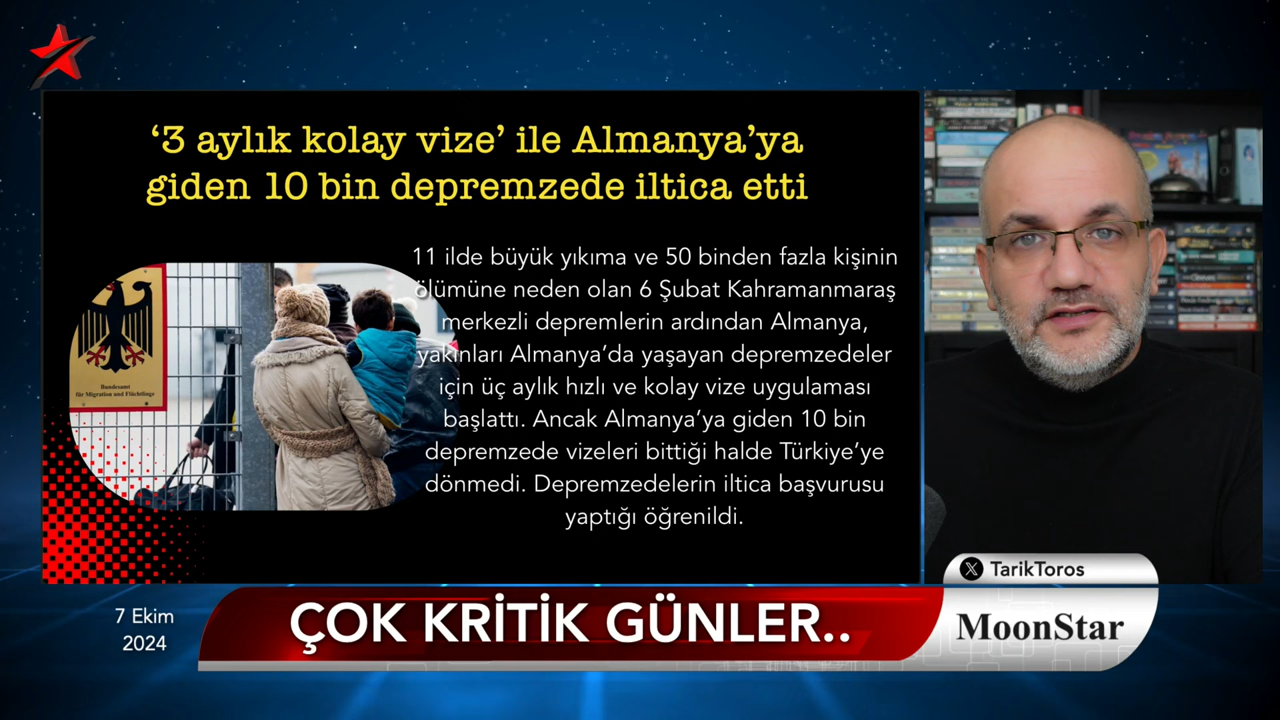 ‘3 aylık kolay vize’ ile Almanya’ya
giden 10 bin depremzede iltica etti
11 ilde büyük yıkıma ve 50 binden fazla kişinin
ölümüne neden olan 6 Şubat Kahramanmaraş
merkezli depremlerin ardından Almanya,
yakınları Almanya’da yaşayan depremzedeler
için üç aylık hızlı ve kolay vize uygulaması
başlattı. Ancak Almanya’ya giden 10 bin
depremzede vizeleri bittiği halde Türkiye’ye
dönmedi. Depremzedelerin iltica başvurusu
yaptığı öğrenildi.
Bundesamt
für Migration und Flüchtlinge
TarikToros
7 Ekim
2024
ÇOK KRİTİK GÜNLER..
MoonStar